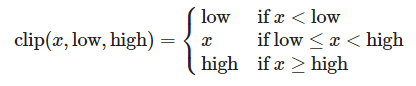 low if x < low
clip(x, low, high) = { x if low ≤ x < high
high if x ≥ high